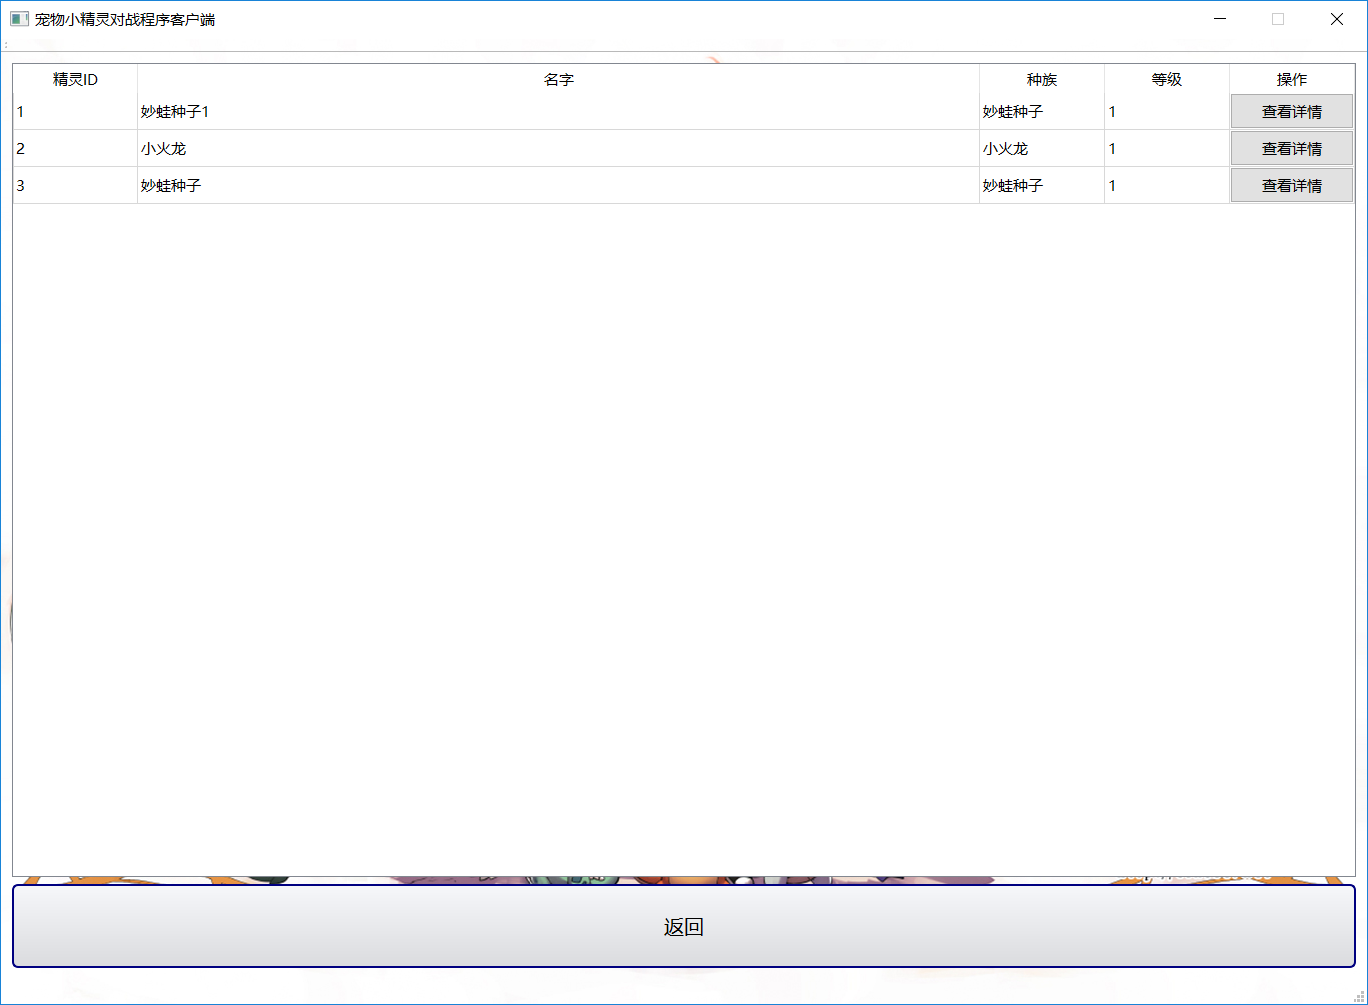 宠物小精灵对战程序客户端
精灵ID 名字 种族 等级 操作
1 妙蛙种子1 妙蛙种子 1 查看详情
2 小火龙 小火龙 1 查看详情
3 妙蛙种子 妙蛙种子 1 查看详情
返回